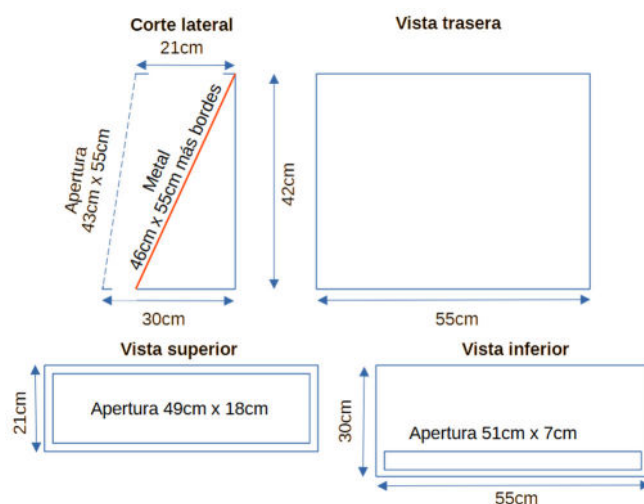 Corte lateral
21cm
Vista trasera
Apertura
43cm x 55cm
Metal
46cm x 55cm más bordes
42cm
30cm
55cm
Vista superior
Vista inferior
21cm
Apertura 49cm x 18cm
30cm
Apertura 51cm x 7cm
55cm